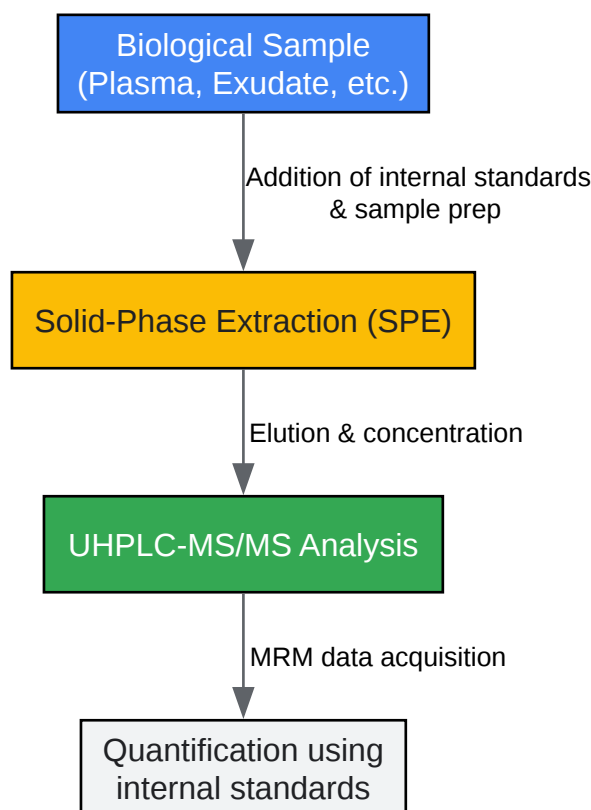 Biological Sample
(Plasma, Exudate, etc.)
Addition of internal standards
& sample prep
Solid-Phase Extraction (SPE)
Elution & concentration
UHPLC-MS/MS Analysis
MRM data acquisition
Quantification using
internal standards